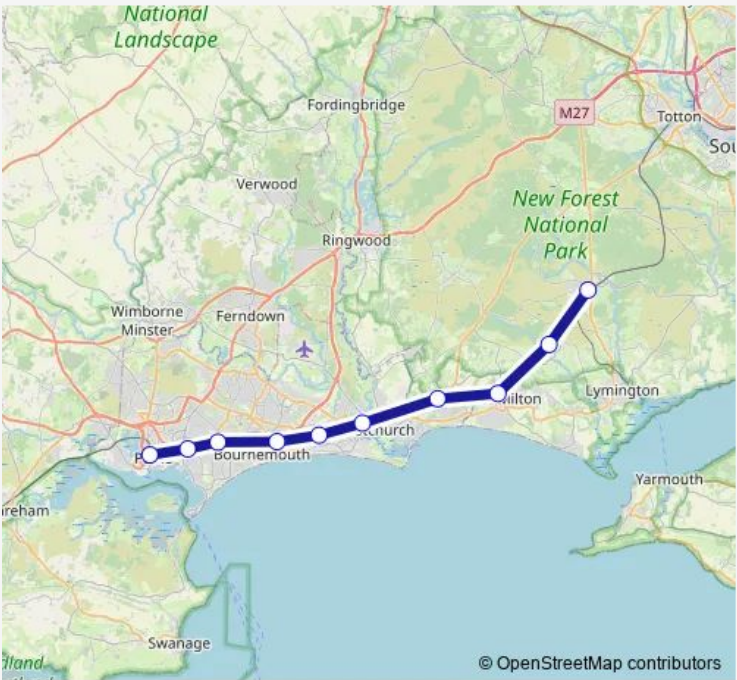 National
Landscape
Fordingbridge
M27
Totton
Verwood
New Forest
National
Park
Ringwood
Wimborne
Minster
Ferndown
Lymington
Bournemouth
Yarmouth
Swanage
© OpenStreetMap contributors